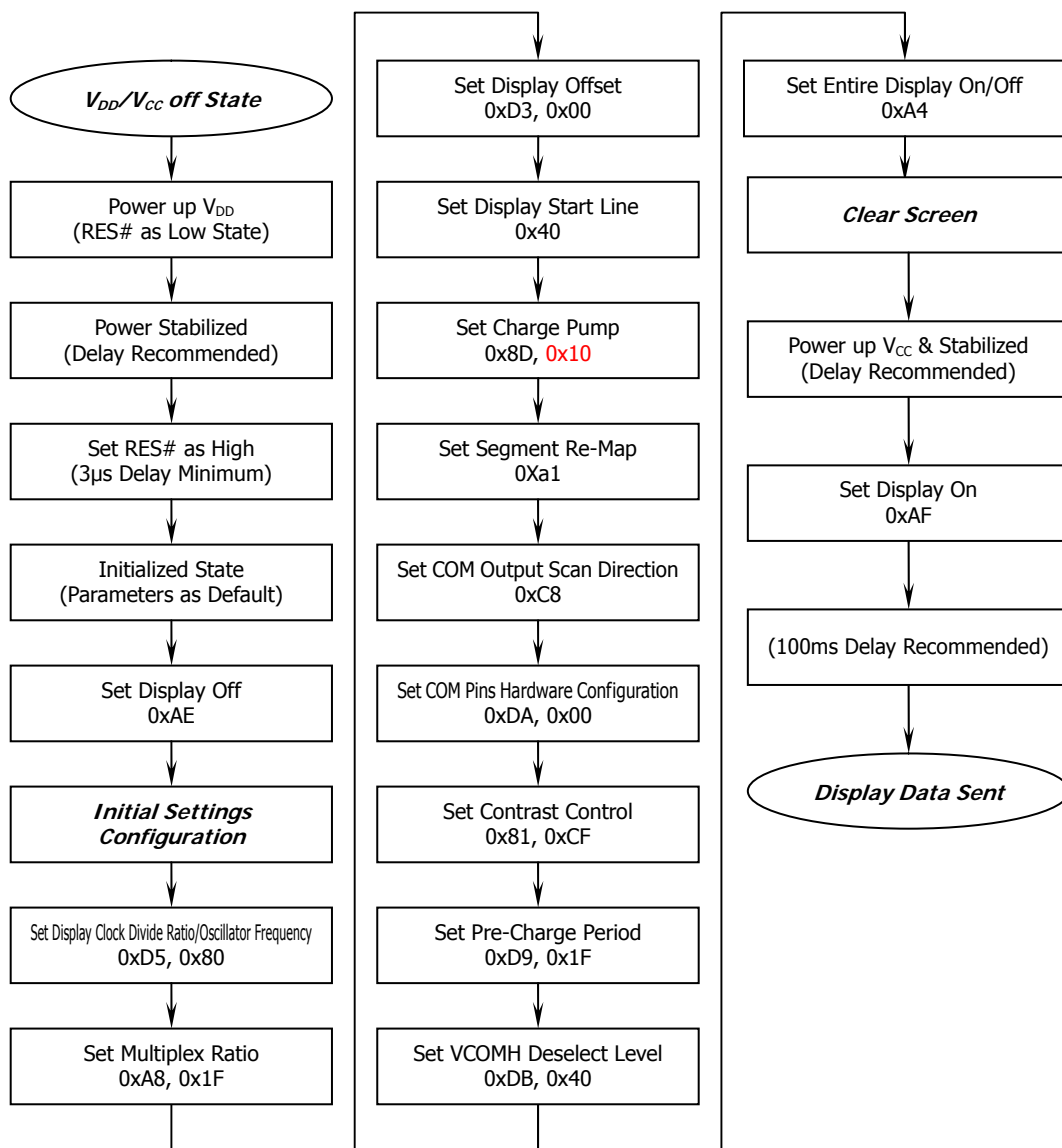 V_DD/V_CC off State
Power up V_DD
(RES# as Low State)
Power Stabilized
(Delay Recommended)
Set RES# as High
(3µs Delay Minimum)
Initialized State
(Parameters as Default)
Set Display Off
0xAE
Initial Settings
Configuration
Set Display Clock Divide Ratio/Oscillator Frequency
0xD5, 0x80
Set Multiplex Ratio
0xA8, 0x1F
Set Display Offset
0xD3, 0x00
Set Display Start Line
0x40
Set Charge Pump
0x8D, 0x10
Set Segment Re-Map
0Xa1
Set COM Output Scan Direction
0xC8
Set COM Pins Hardware Configuration
0xDA, 0x00
Set Contrast Control
0x81, 0xCF
Set Pre-Charge Period
0xD9, 0x1F
Set VCOMH Deselect Level
0xDB, 0x40
Set Entire Display On/Off
0xA4
Clear Screen
Power up V_CC & Stabilized
(Delay Recommended)
Set Display On
0xAF
(100ms Delay Recommended)
Display Data Sent